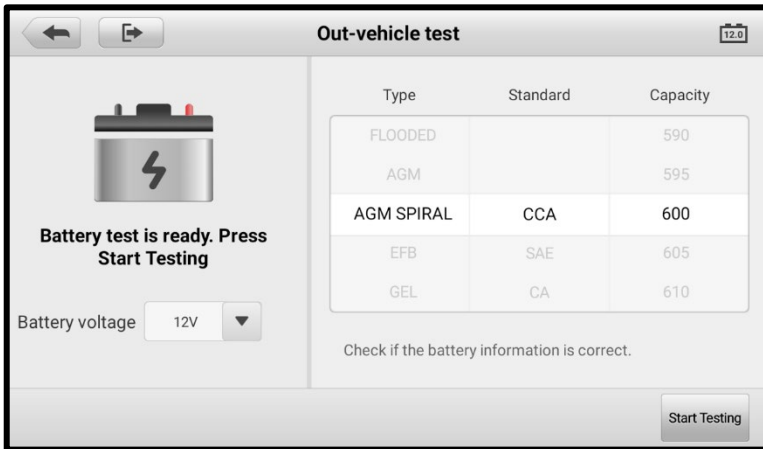 Out-vehicle test
12.0
Battery test is ready. Press
Start Testing
Battery voltage 12V
Type Standard Capacity
FLOODED 590
AGM 595
AGM SPIRAL CCA 600
EFB SAE 605
GEL CA 610
Check if the battery information is correct.
Start Testing